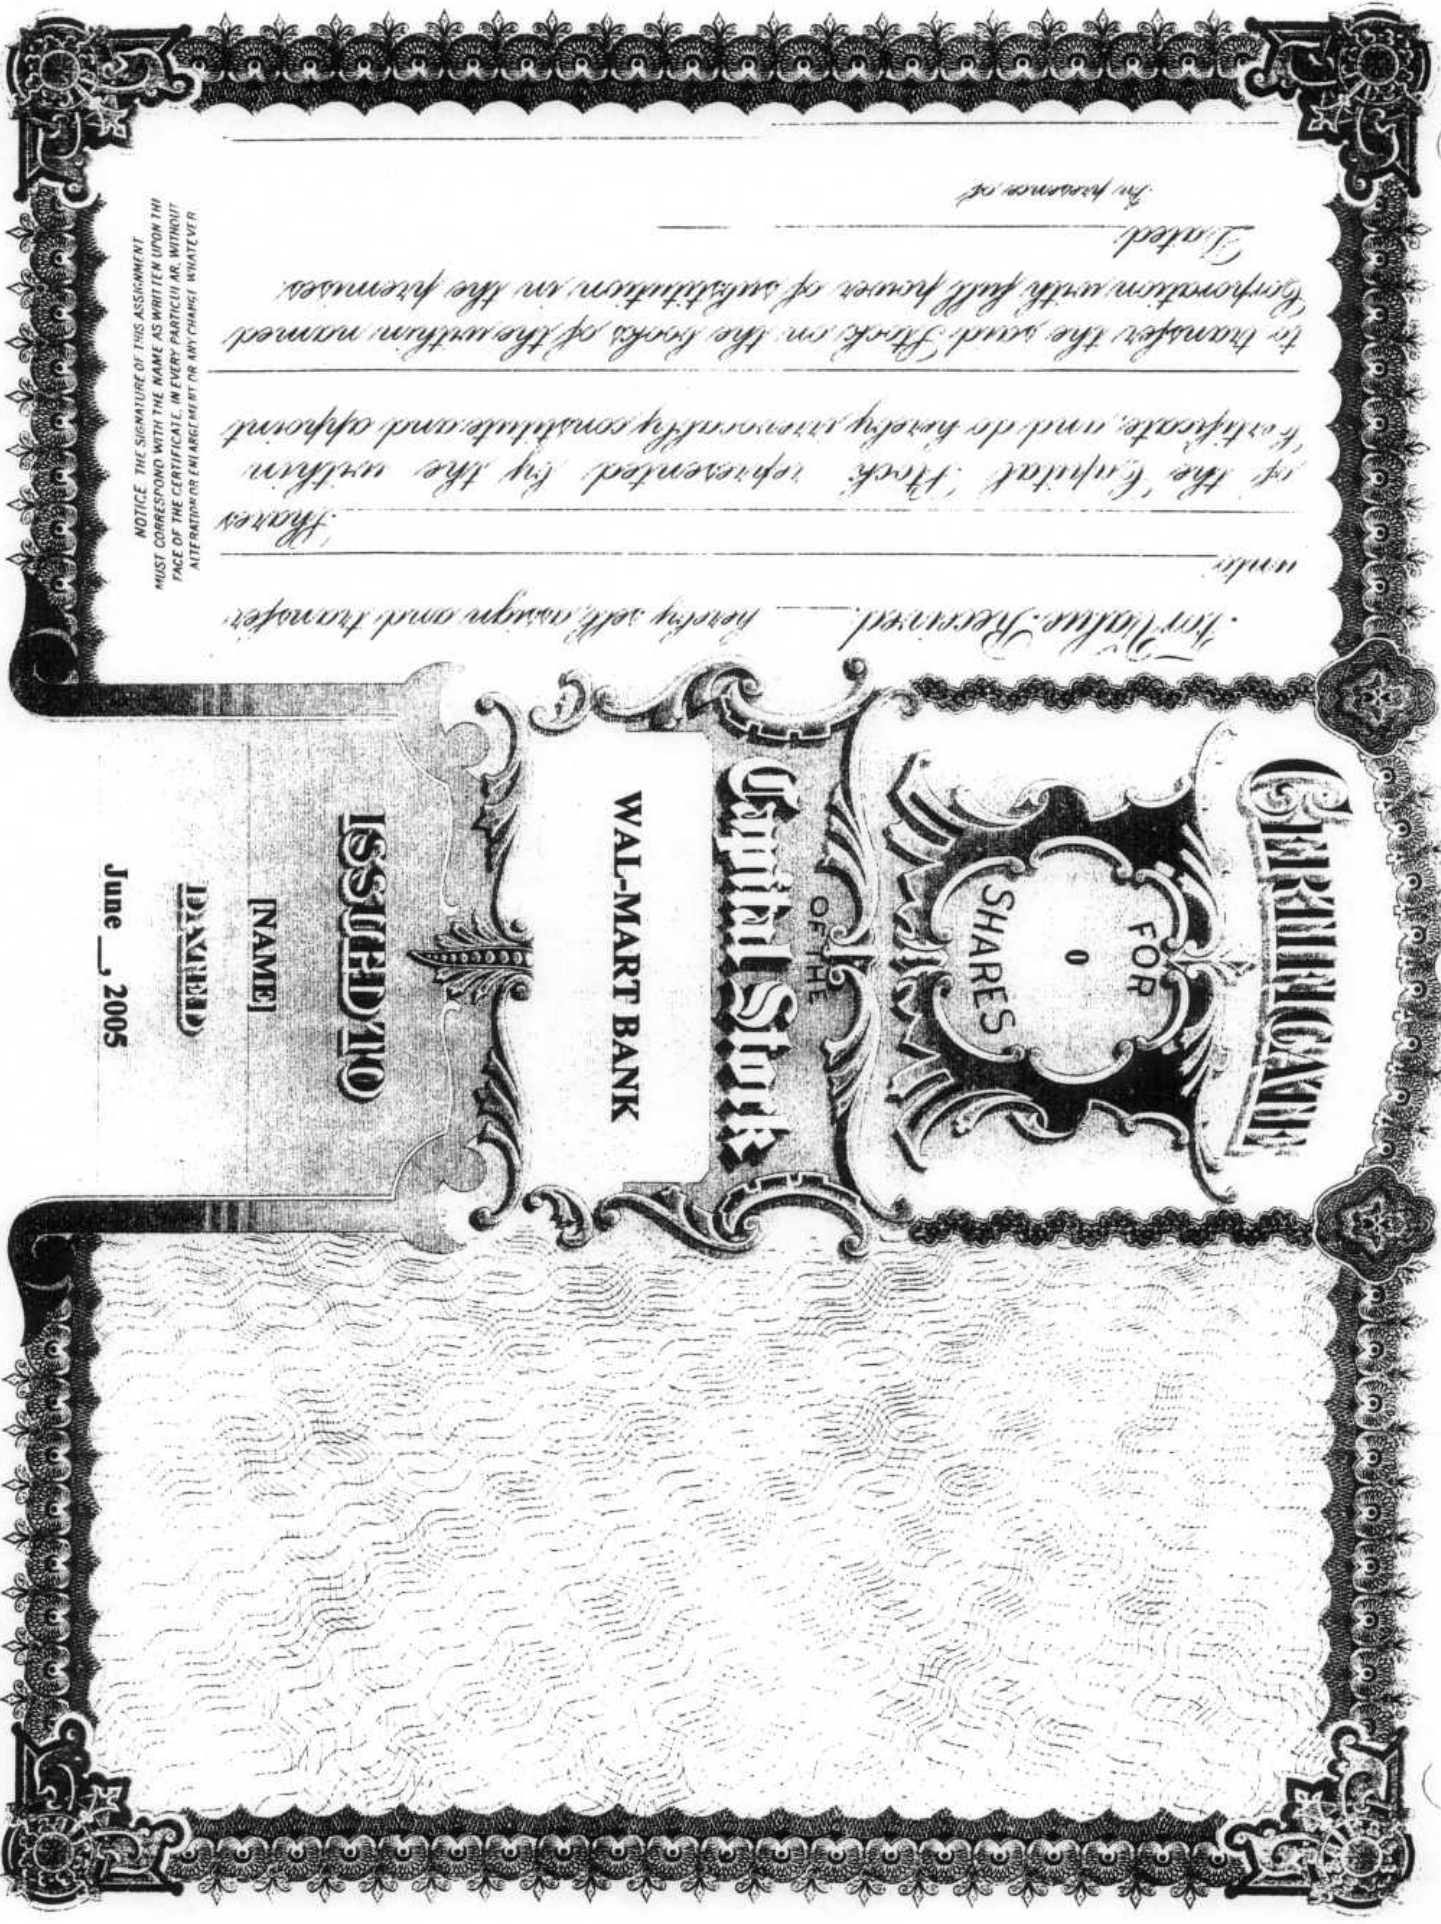 CERTIFICATE
FOR
0
SHARES
OF THE
Capital Stock
WAL-MART BANK
ISSUED TO
[NAME]
DATED
June __, 2005
For Value Received, ____ hereby sell, assign and transfer
unto
Shares
of the Capital Stock represented by the within
Certificate, and do hereby irrevocably constitute and appoint
to transfer the said Stock on the books of the within named
Corporation with full power of substitution in the premises.
Dated
In presence of
NOTICE THE SIGNATURE OF THIS ASSIGNMENT
MUST CORRESPOND WITH THE NAME AS WRITTEN UPON THE
FACE OF THE CERTIFICATE, IN EVERY PARTICULAR, WITHOUT
ALTERATION OR ENLARGEMENT OR ANY CHANGE WHATEVER